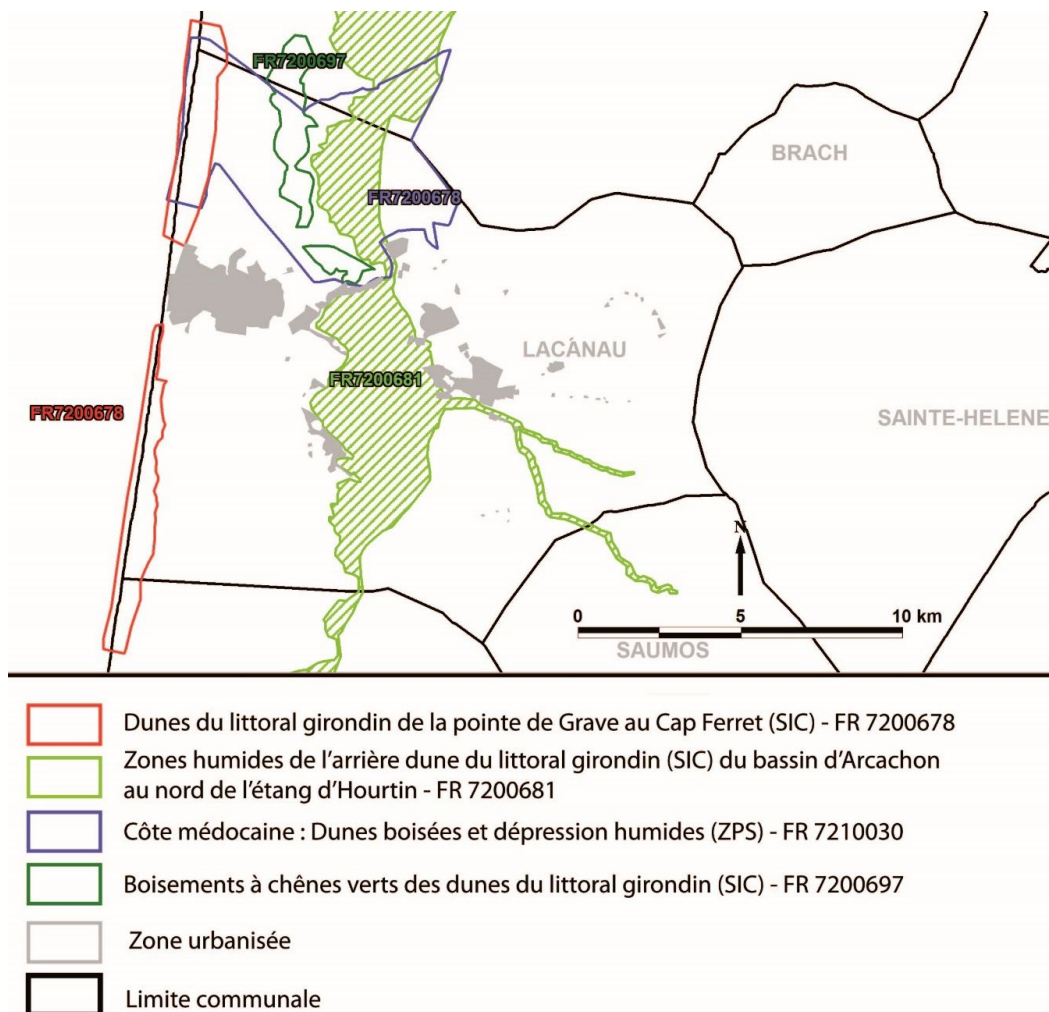 FR7200697
BRACH
FR7200678
LACANAU
FR7200681
FR7200678
SAINTE-HELENE
N
0 5 10 km
SAUMOS
Dunes du littoral girondin de la pointe de Grave au Cap Ferret (SIC) - FR 7200678
Zones humides de l'arrière dune du littoral girondin (SIC) du bassin d'Arcachon
au nord de l'étang d'Hourtin - FR 7200681
Côte médocaine : Dunes boisées et dépression humides (ZPS) - FR 7210030
Boisements à chênes verts des dunes du littoral girondin (SIC) - FR 7200697
Zone urbanisée
Limite communale